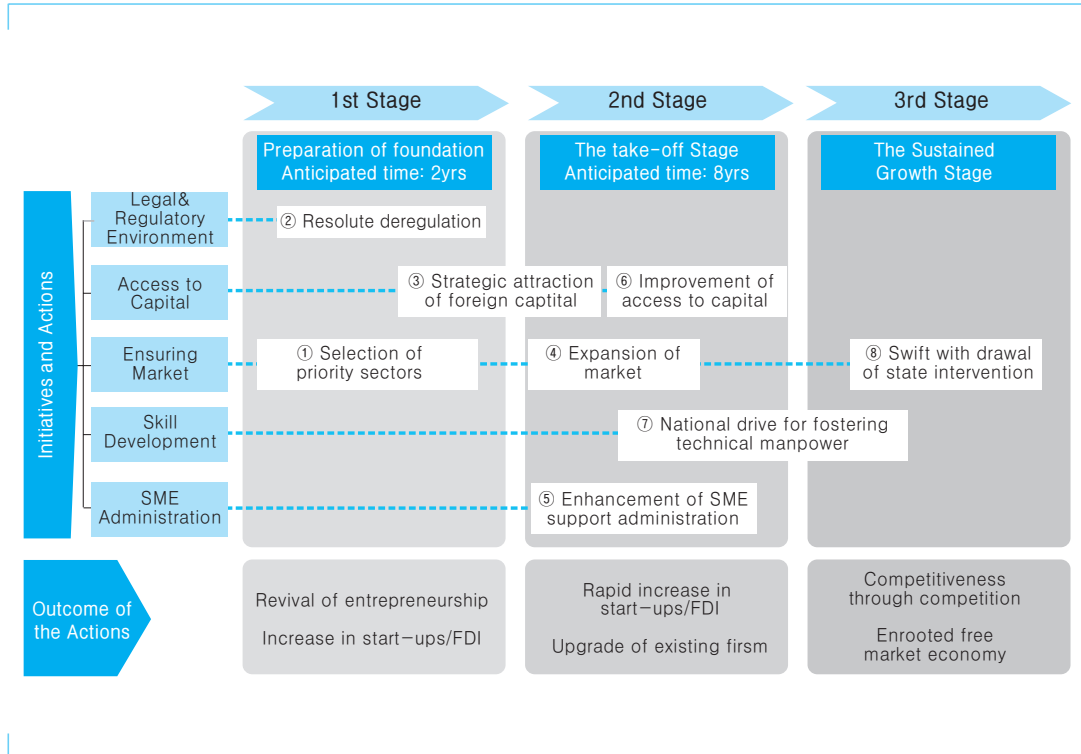 1st Stage
2nd Stage
3rd Stage
Preparation of foundation
Anticipated time: 2yrs
The take-off Stage
Anticipated time: 8yrs
The Sustained
Growth Stage
Initiatives and Actions
Legal&
Regulatory
Environment
② Resolute deregulation
Access to
Capital
③ Strategic attraction
of foreign captital
⑥ Improvement of
access to capital
Ensuring
Market
① Selection of
priority sectors
④ Expansion of
market
⑧ Swift with drawal
of state intervention
Skill
Development
⑦ National drive for fostering
technical manpower
SME
Administration
⑤ Enhancement of SME
support administration
Outcome of
the Actions
Revival of entrepreneurship
Increase in start-ups/FDI
Rapid increase in
start-ups/FDI
Upgrade of existing firsm
Competitiveness
through competition
Enrooted free
market economy